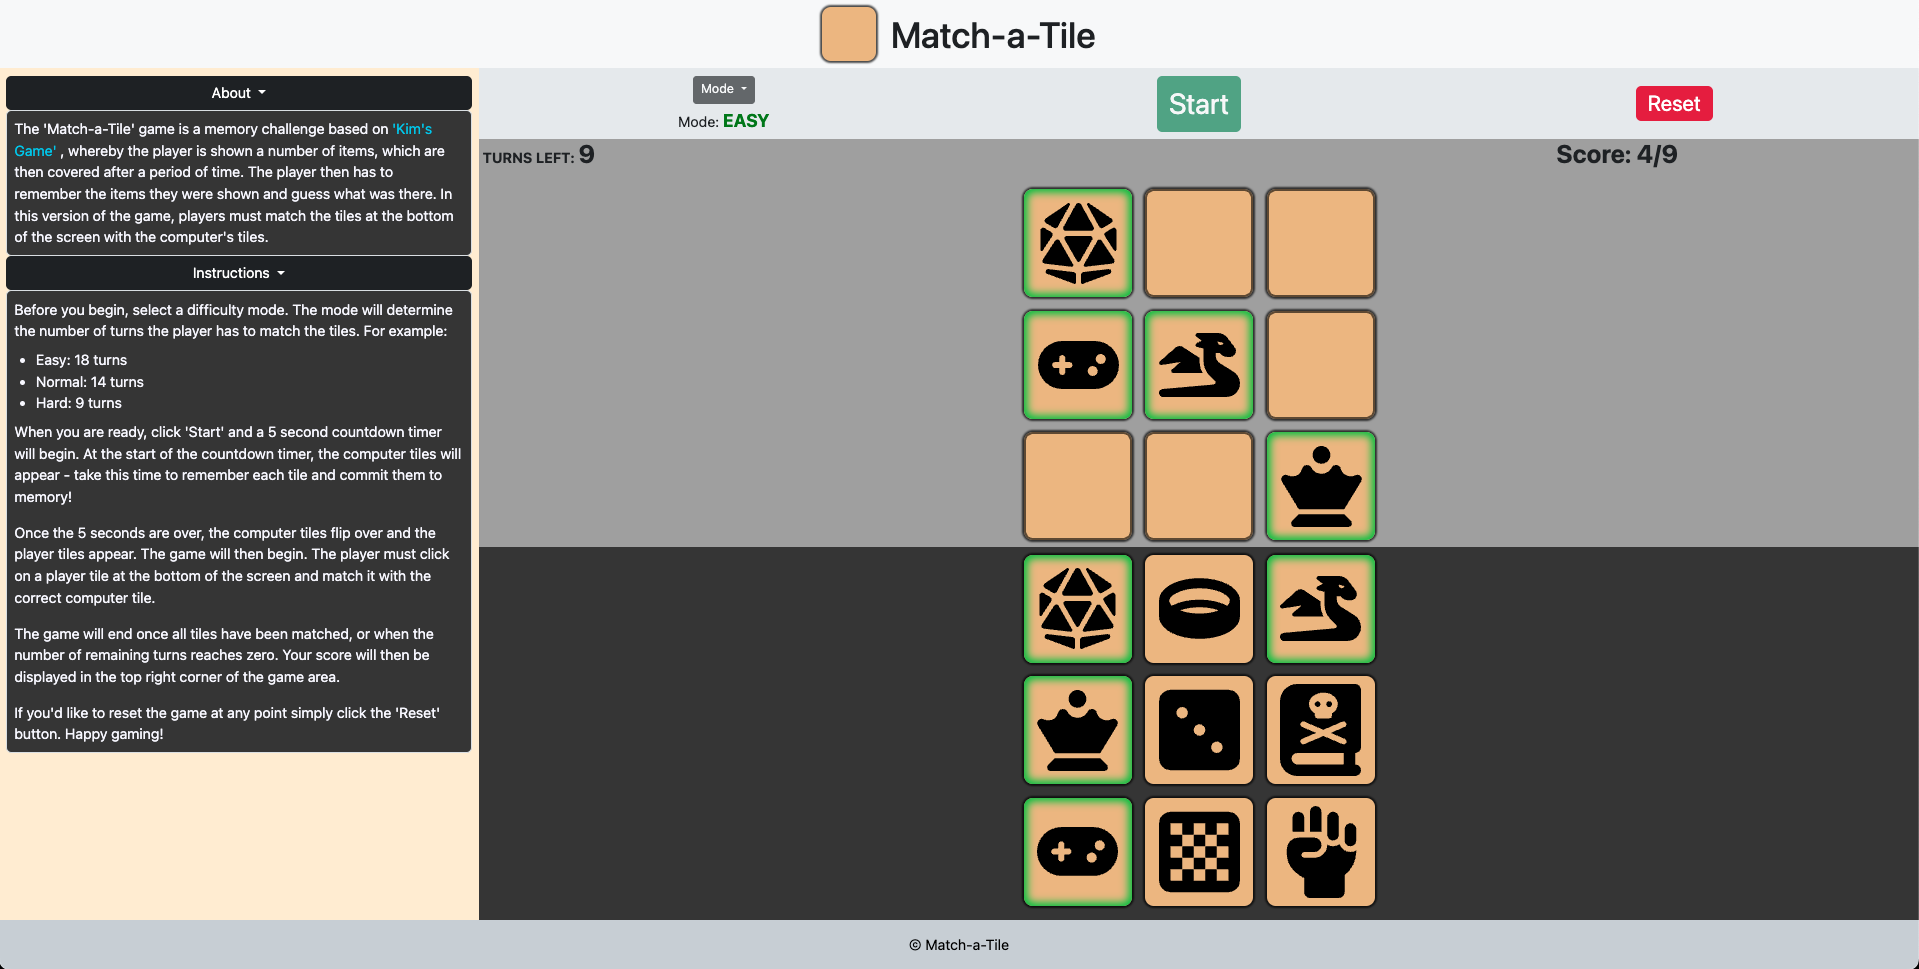 Match-a-Tile
About
The 'Match-a-Tile' game is a memory challenge based on 'Kim's
Game' , whereby the player is shown a number of items, which are
then covered after a period of time. The player then has to
remember the items they were shown and guess what was there. In
this version of the game, players must match the tiles at the bottom
of the screen with the computer's tiles.
Instructions
Before you begin, select a difficulty mode. The mode will determine
the number of turns the player has to match the tiles. For example:
• Easy: 18 turns
• Normal: 14 turns
• Hard: 9 turns
When you are ready, click 'Start' and a 5 second countdown timer
will begin. At the start of the countdown timer, the computer tiles will
appear - take this time to remember each tile and commit them to
memory!
Once the 5 seconds are over, the computer tiles flip over and the
player tiles appear. The game will then begin. The player must click
on a player tile at the bottom of the screen and match it with the
correct computer tile.
The game will end once all tiles have been matched, or when the
number of remaining turns reaches zero. Your score will then be
displayed in the top right corner of the game area.
If you'd like to reset the game at any point simply click the 'Reset'
button. Happy gaming!
Mode
Mode: EASY
Start
Reset
TURNS LEFT: 9
Score: 4/9
© Match-a-Tile